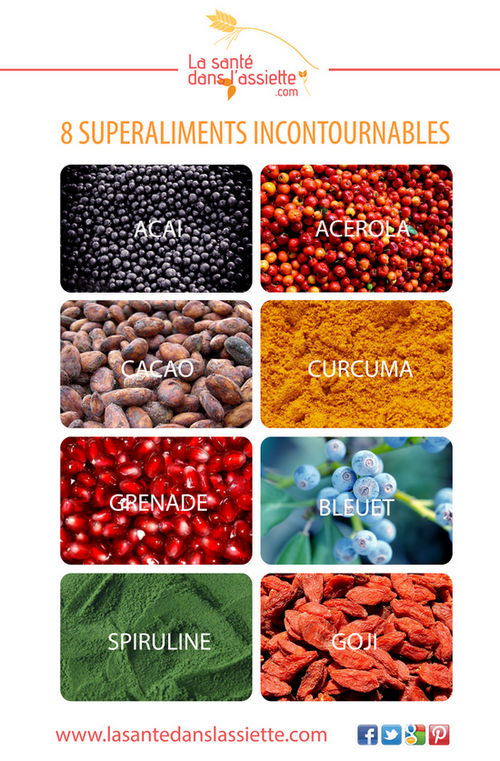 La santé
dans l'assiette
.com
8 SUPERALIMENTS INCONTOURNABLES
ACAI
ACEROLA
CACAO
CURCUMA
GRENADE
BLEUET
SPIRULINE
GOJI
www.lasantedanslassiette.com